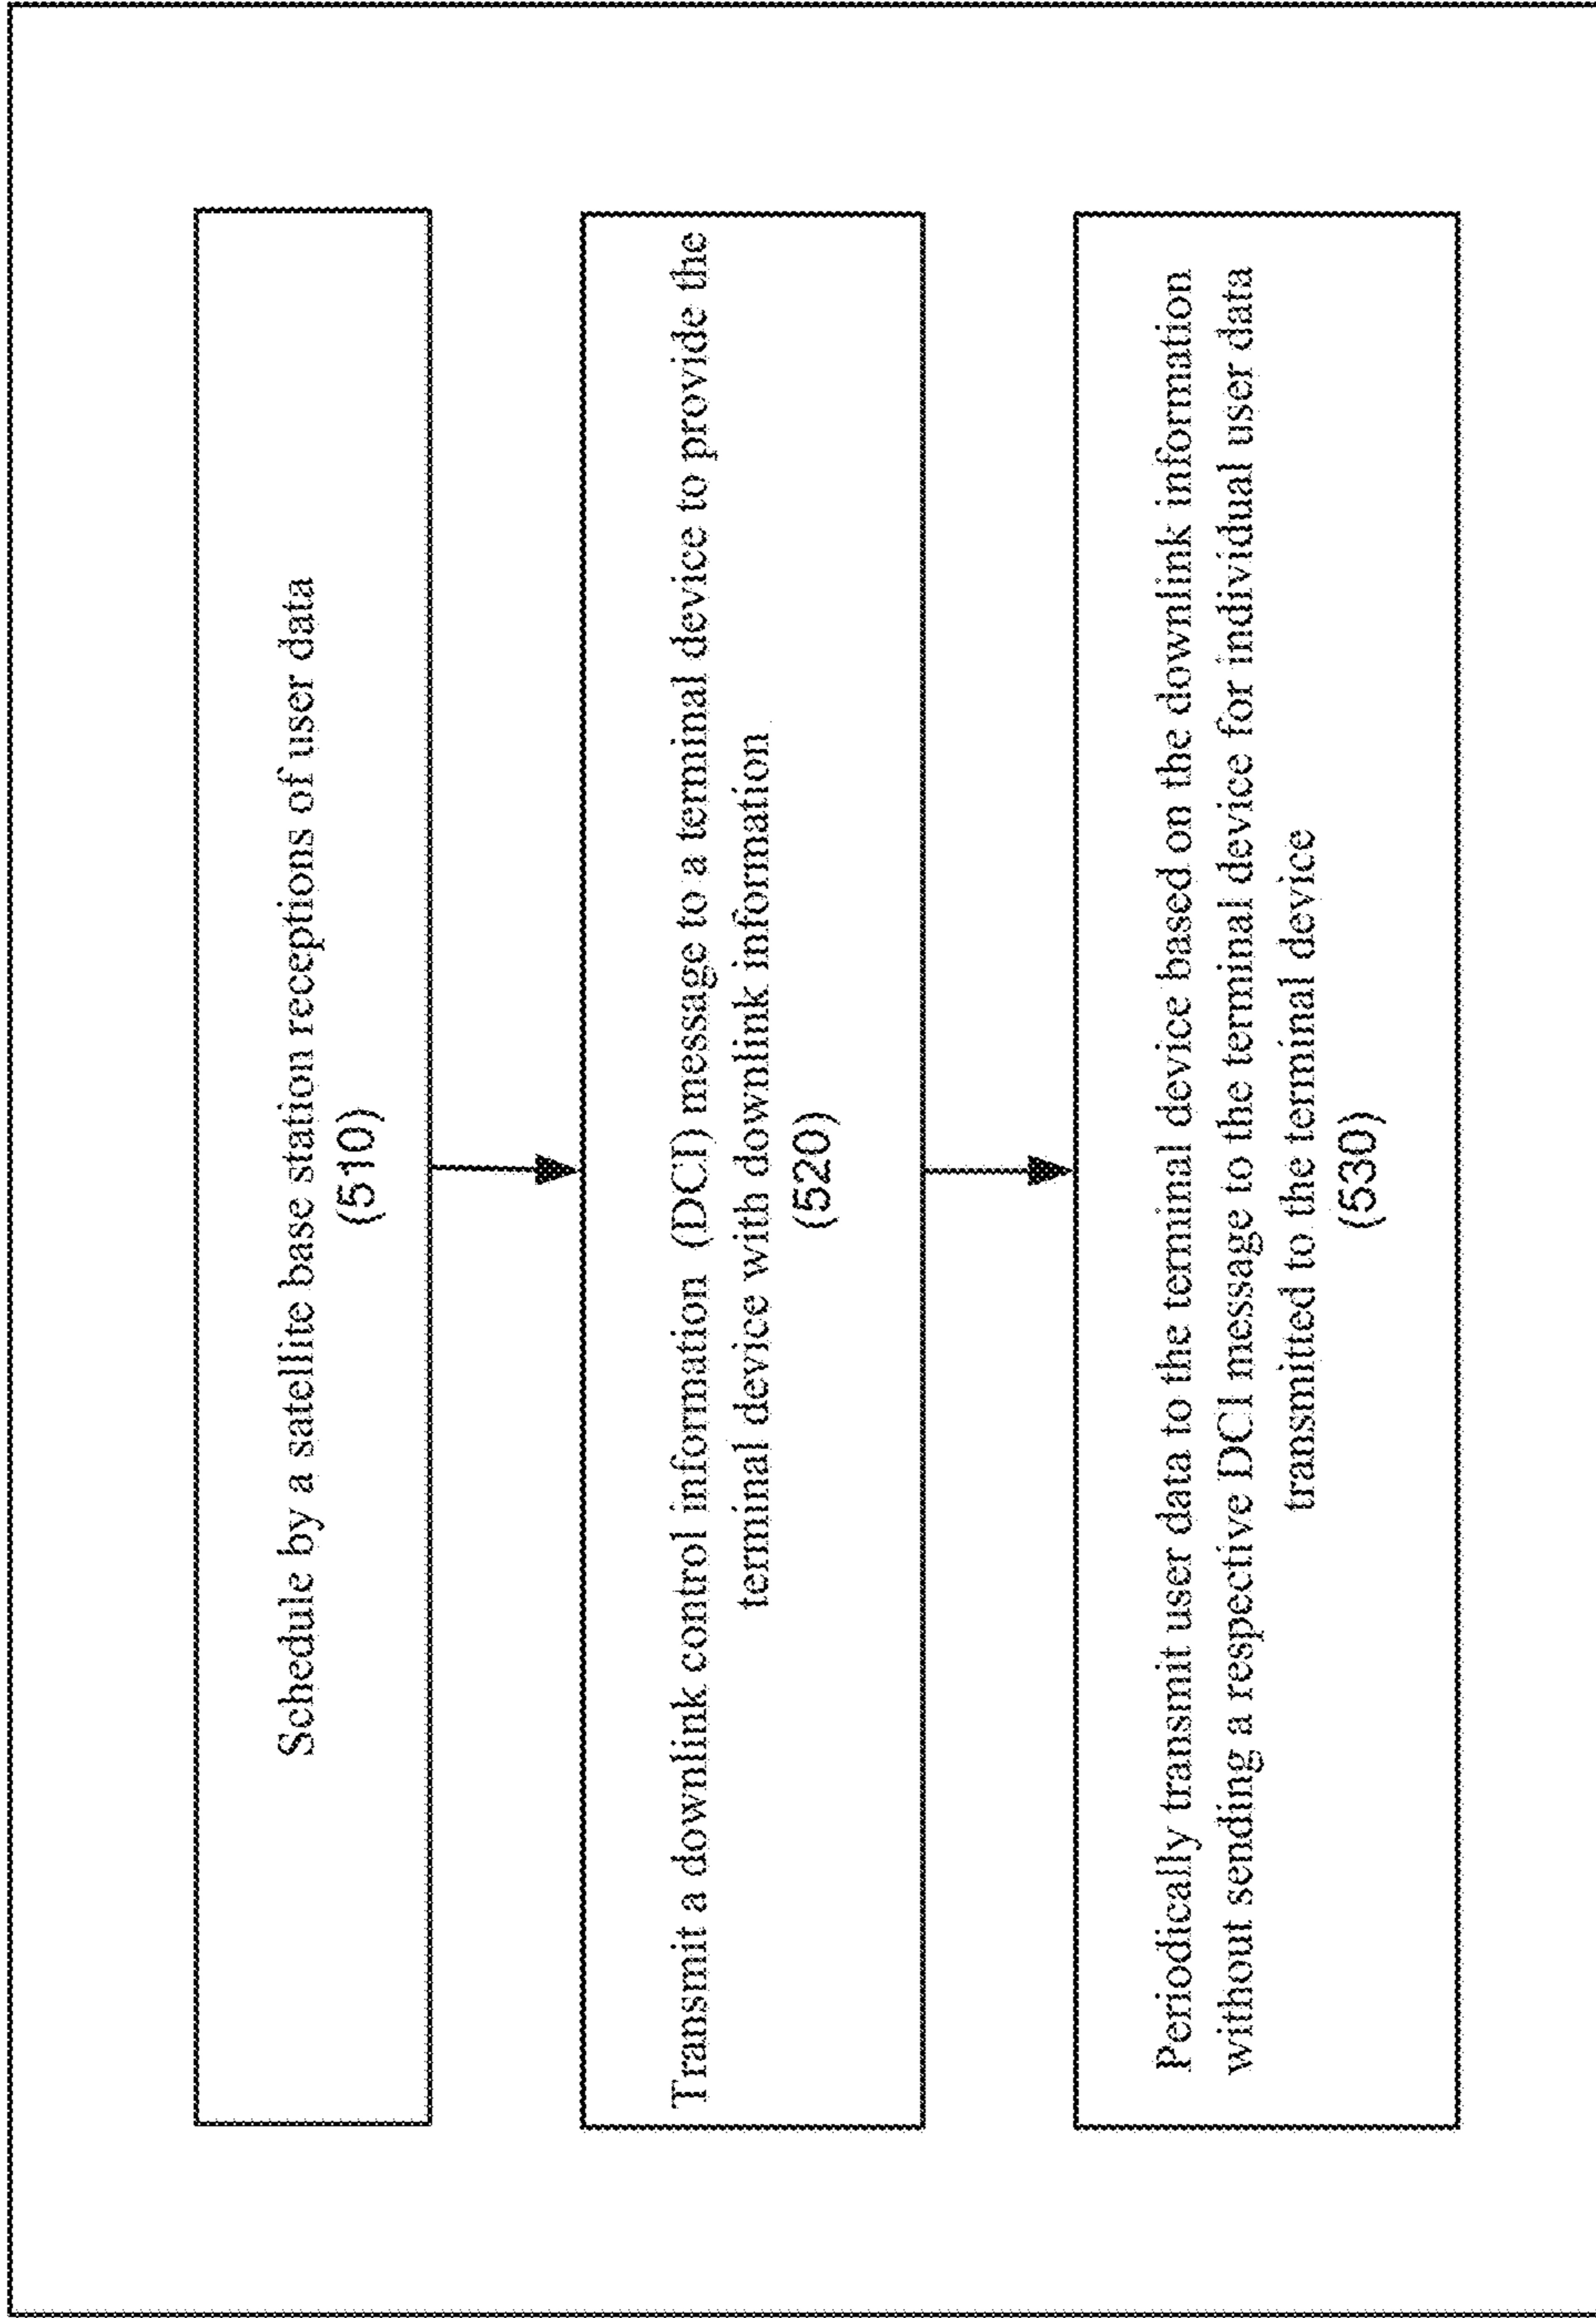 Schedule by a satellite base station receptions of user data
(510)
Transmit a downlink control information (DCI) message to a terminal device to provide the
terminal device with downlink information
(520)
Periodically transmit user data to the terminal device based on the downlink information
without sending a respective DCI message to the terminal device for individual user data
transmitted to the terminal device
(530)